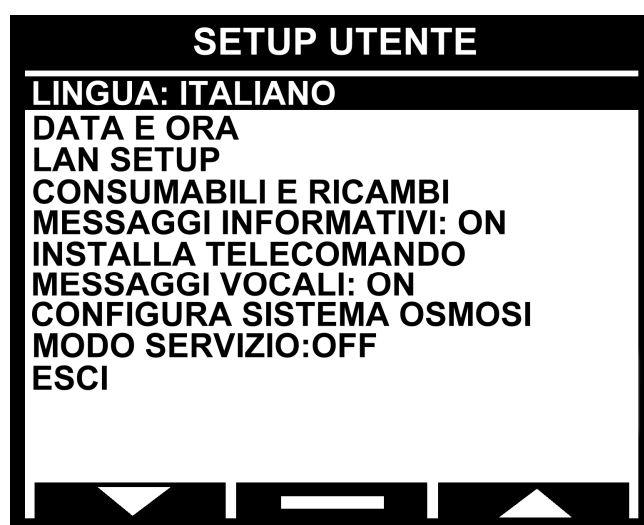 SETUP UTENTE
LINGUA: ITALIANO
DATA E ORA
LAN SETUP
CONSUMABILI E RICAMBI
MESSAGGI INFORMATIVI: ON
INSTALLA TELECOMANDO
MESSAGGI VOCALI: ON
CONFIGURA SISTEMA OSMOSI
MODO SERVIZIO:OFF
ESCI